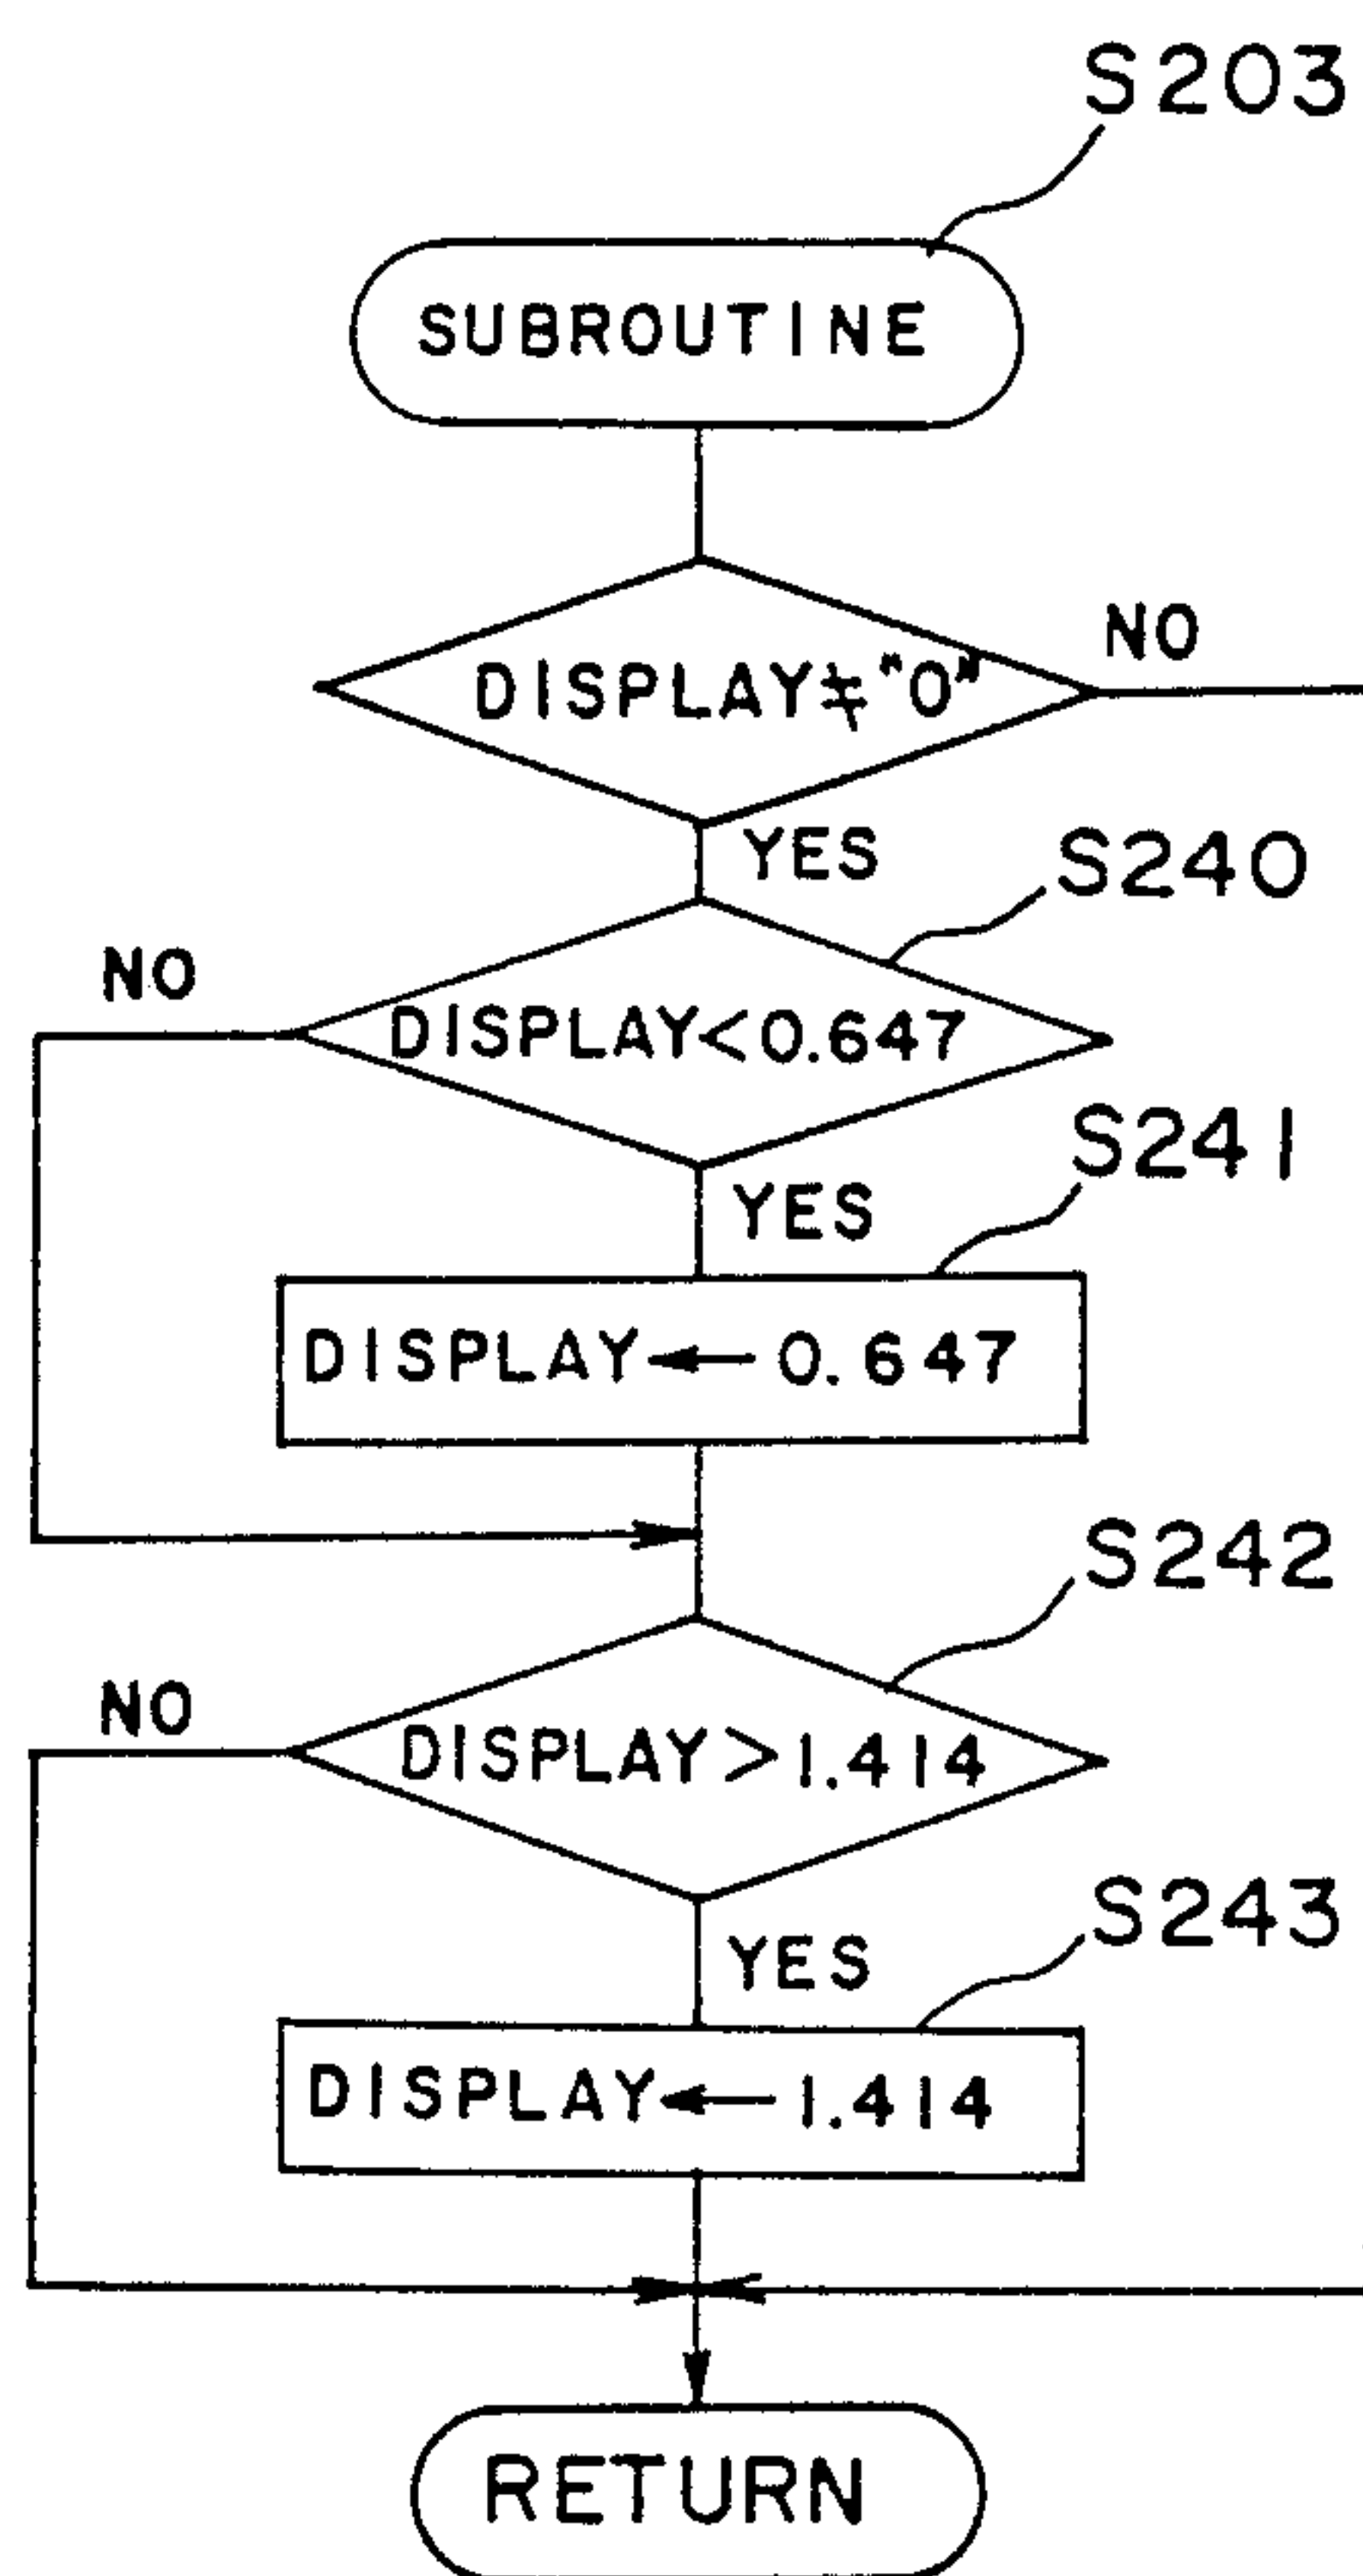 S203
SUBROUTINE
NO
DISPLAY≠"0"
YES
S240
NO
DISPLAY<0.647
S241
YES
DISPLAY←0.647
S242
NO
DISPLAY>1.414
S243
YES
DISPLAY←1.414
RETURN